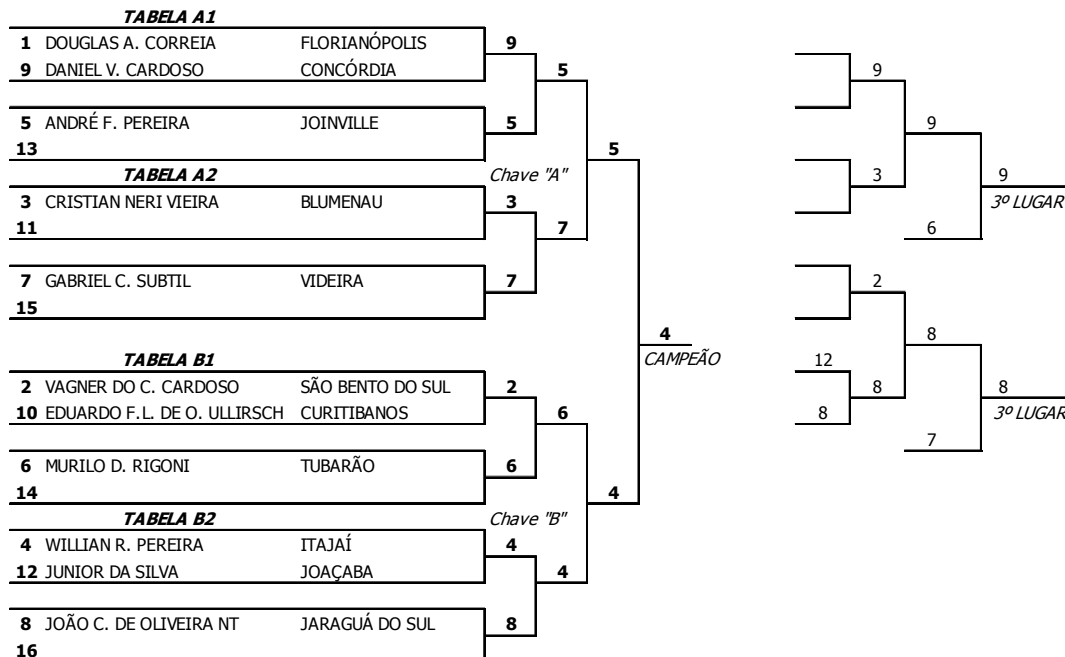 TABELA A1
1 DOUGLAS A. CORREIA FLORIANÓPOLIS 9
9 DANIEL V. CARDOSO CONCÓRDIA 5 9
9
5 ANDRÉ F. PEREIRA JOINVILLE 5
13 5
TABELA A2 Chave "A" 3 9
3 CRISTIAN NERI VIEIRA BLUMENAU 3 3º LUGAR
11 7 6
7 GABRIEL C. SUBTIL VIDEIRA 7 2
15
4 8
TABELA B1 CAMPEÃO 12
2 VAGNER DO C. CARDOSO SÃO BENTO DO SUL 2 8 8
10 EDUARDO F.L. DE O. ULLIRSCH CURITIBANOS 6 8 3º LUGAR
7
6 MURILO D. RIGONI TUBARÃO 6
14 4
TABELA B2 Chave "B"
4 WILLIAN R. PEREIRA ITAJAÍ 4
12 JUNIOR DA SILVA JOAÇABA 4
8 JOÃO C. DE OLIVEIRA NT JARAGUÁ DO SUL 8
16